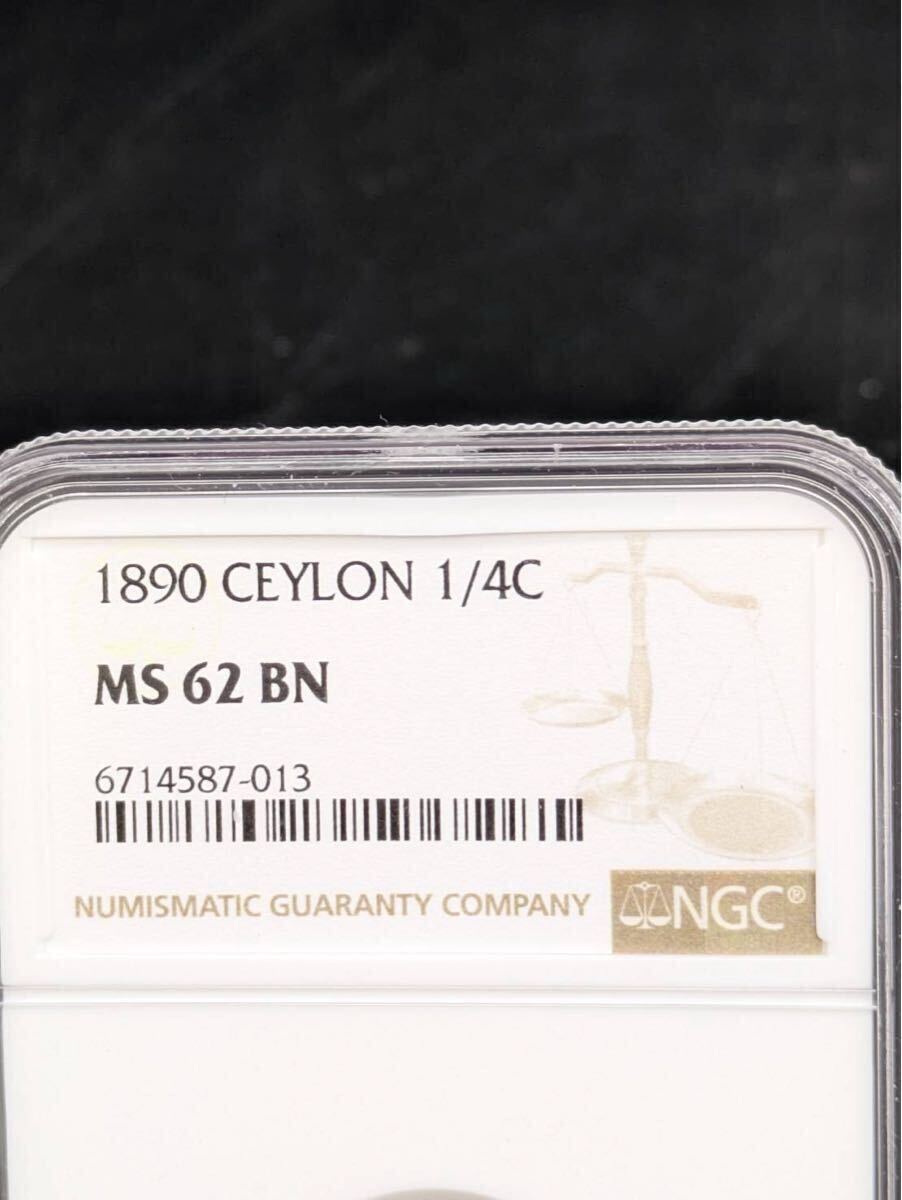 1890 CEYLON 1/4C
MS 62 BN
6714587-013
NUMISMATIC GUARANTY COMPANY
NGC®